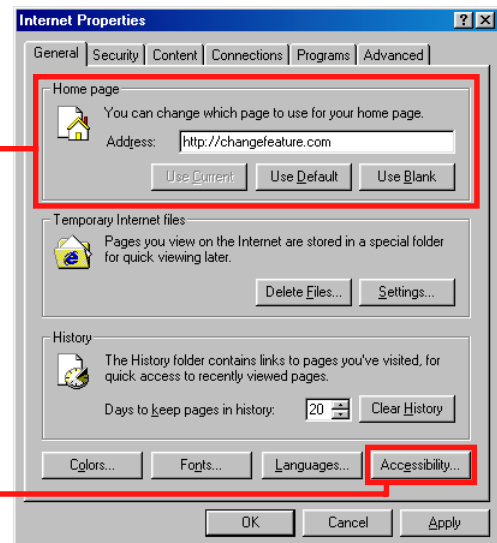 Internet Properties
General Security Content Connections Programs Advanced
Home page
You can change which page to use for your home page.
Address: http://changefeature.com
Use Current Use Default Use Blank
Temporary Internet files
Pages you view on the Internet are stored in a special folder
for quick viewing later.
Delete Files... Settings...
History
The History folder contains links to pages you've visited, for
quick access to recently viewed pages.
Days to keep pages in history: 20 Clear History
Colors... Fonts... Languages... Accessibility...
OK Cancel Apply